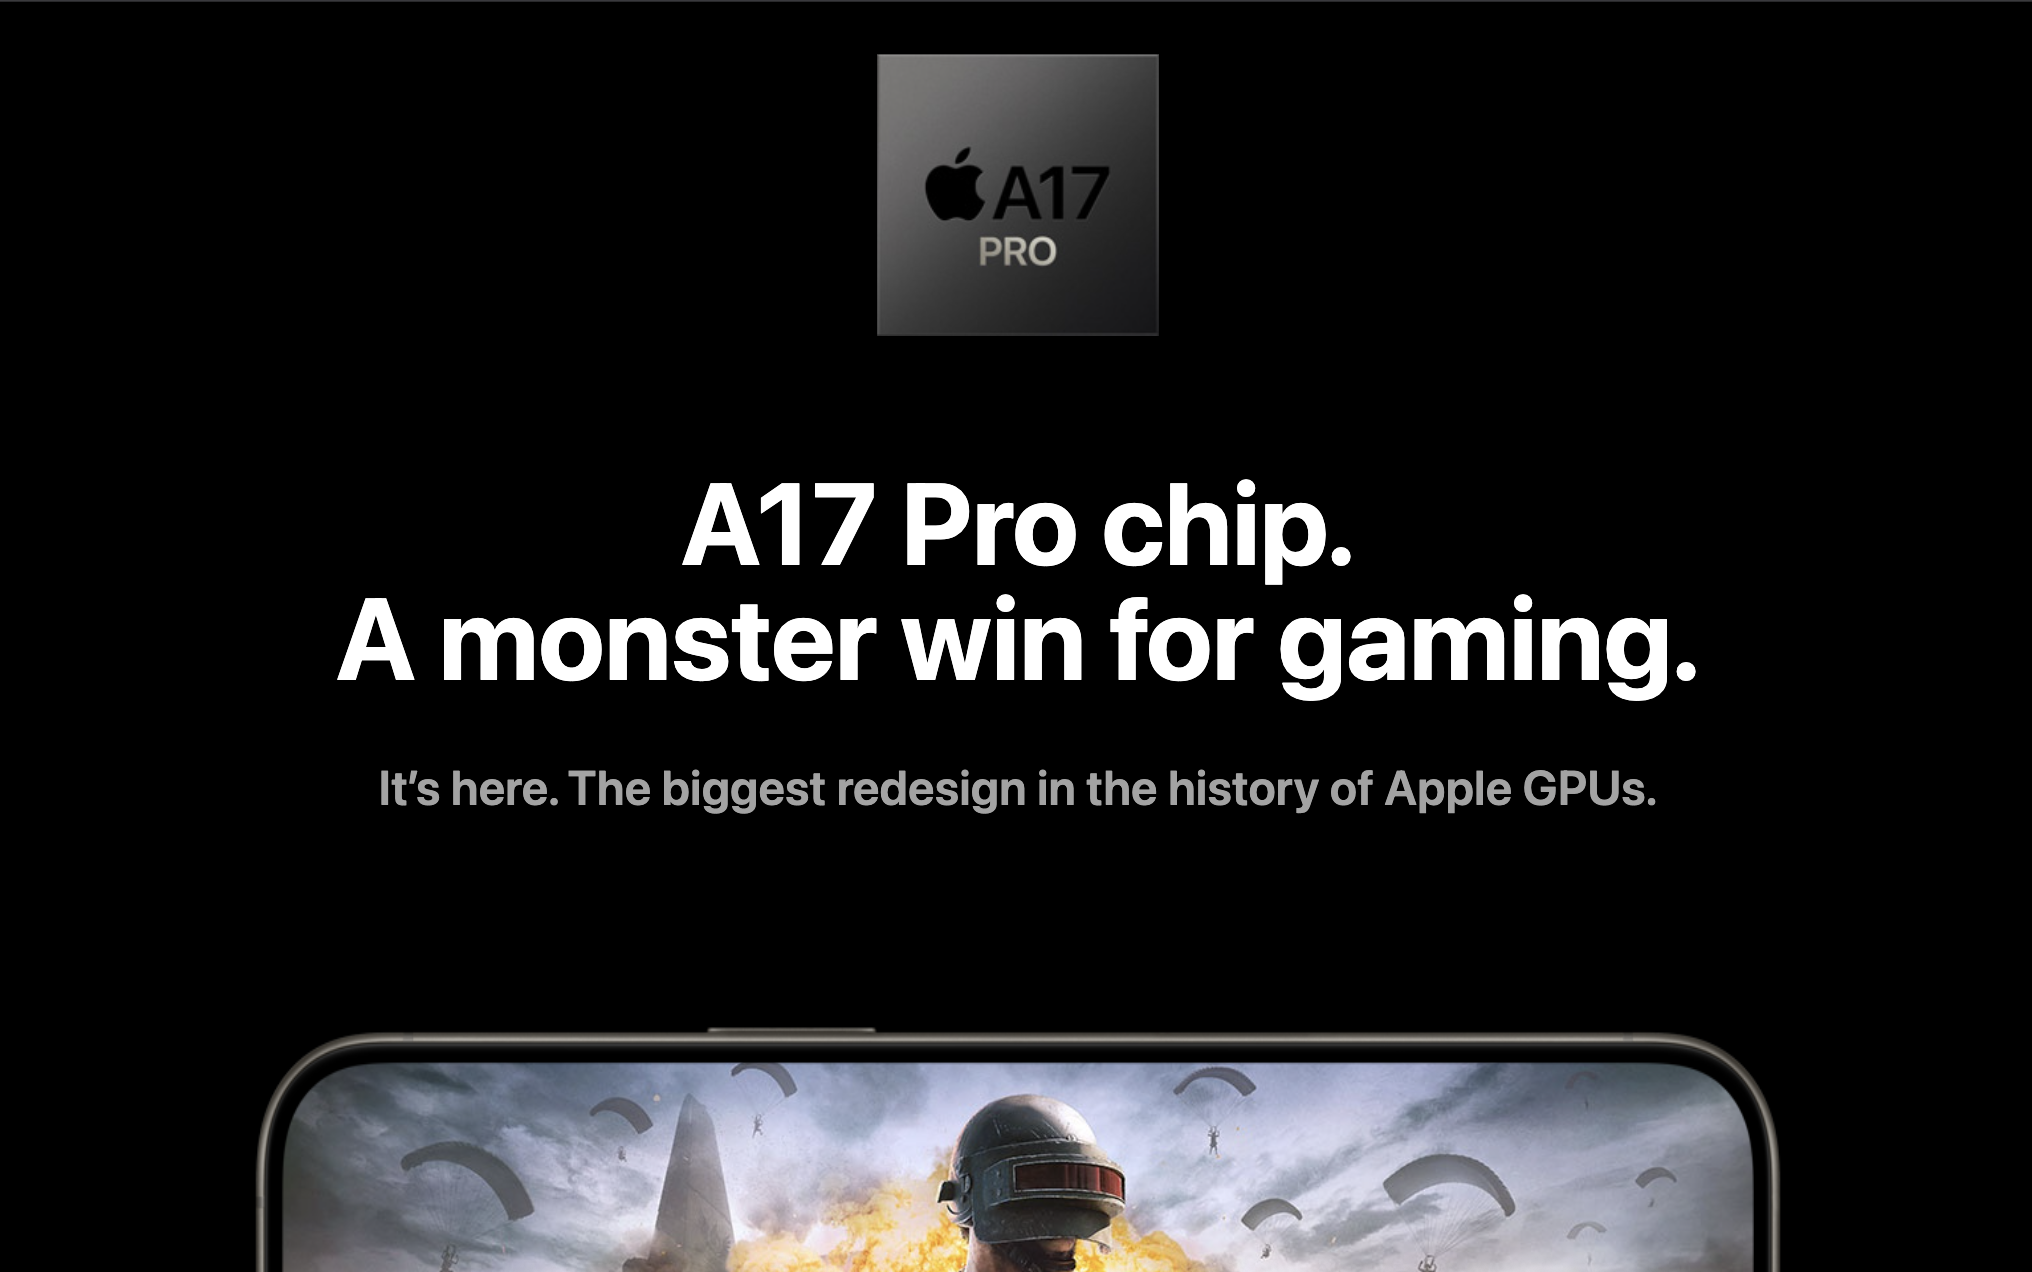 A17
PRO
A17 Pro chip.
A monster win for gaming.
It’s here. The biggest redesign in the history of Apple GPUs.